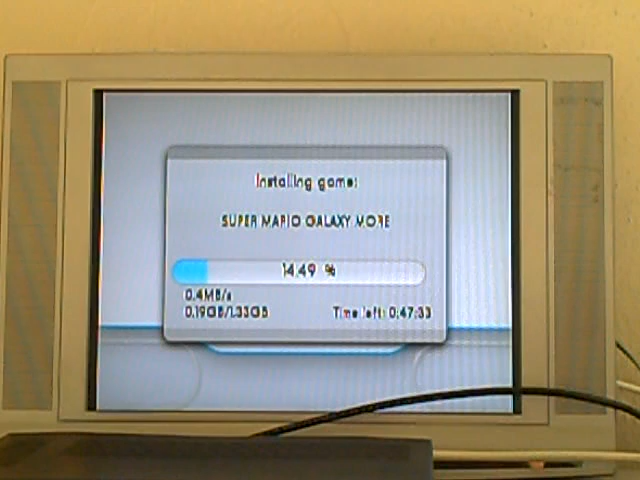 Installing game:
SUPER MARIO GALAXY MORE
14.49 %
0.4MB/s
0.19GB/1.33GB
Time left: 0:47:33